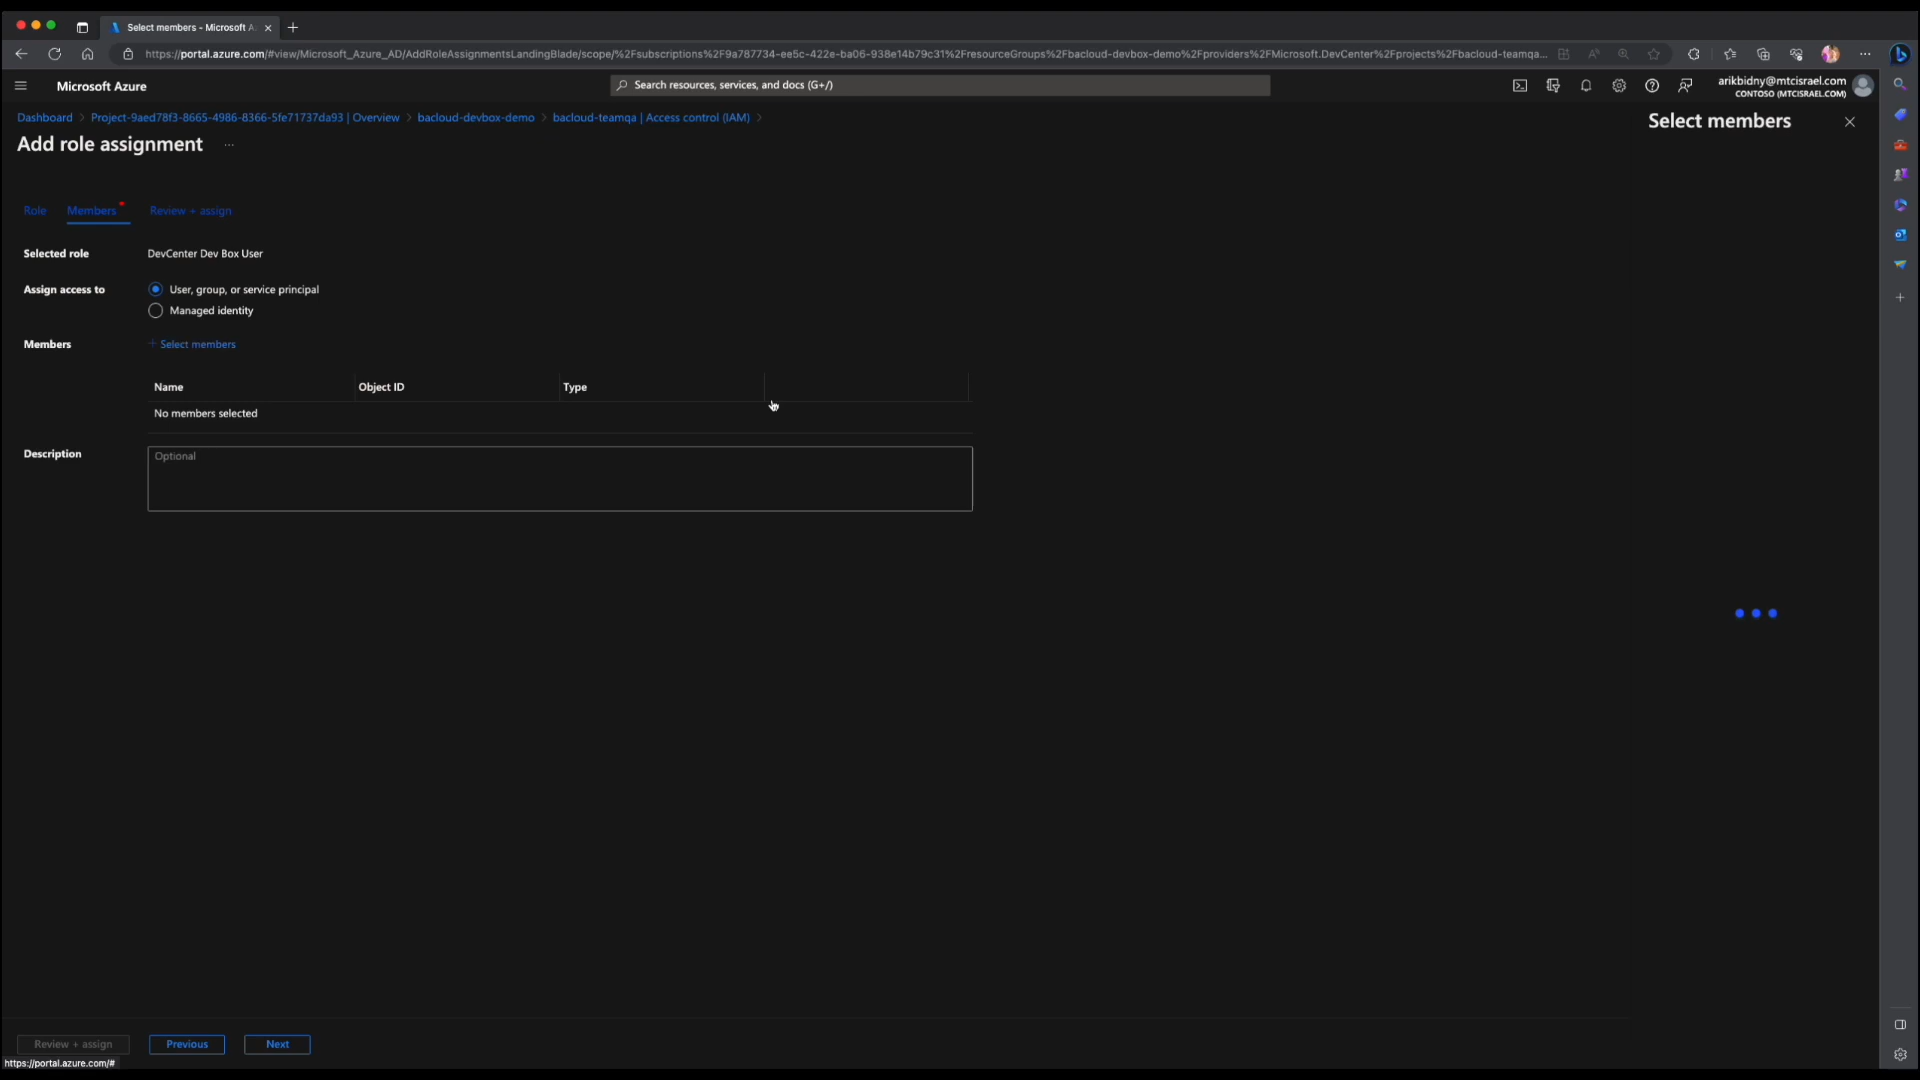 Select members - Microsoft A
https://portal.azure.com/#view/Microsoft_Azure_AD/AddRoleAssignmentsLandingBlade/scope/%2Fsubscriptions%2F9a787734-ee5c-422e-ba06-938e14b79c31%2FresourceGroups%2Fbacloud-devbox-demo%2Fproviders%2FMicrosoft.DevCenter%2Fprojects%2Fbacloud-teamqa...
Microsoft Azure
Search resources, services, and docs (G+/)
arikbidny@mtcisrael.com
CONTOSO (MTCISRAEL.COM)
Dashboard > Project-9aed78f3-8665-4986-8366-5fe71737da93 | Overview > bacloud-devbox-demo > bacloud-teamqa | Access control (IAM) >
Add role assignment ...
Select members
Role Members * Review + assign
Selected role DevCenter Dev Box User
Assign access to User, group, or service principal
Managed identity
Members + Select members
Name Object ID Type
No members selected
Description Optional
Review + assign Previous Next
https://portal.azure.com/#